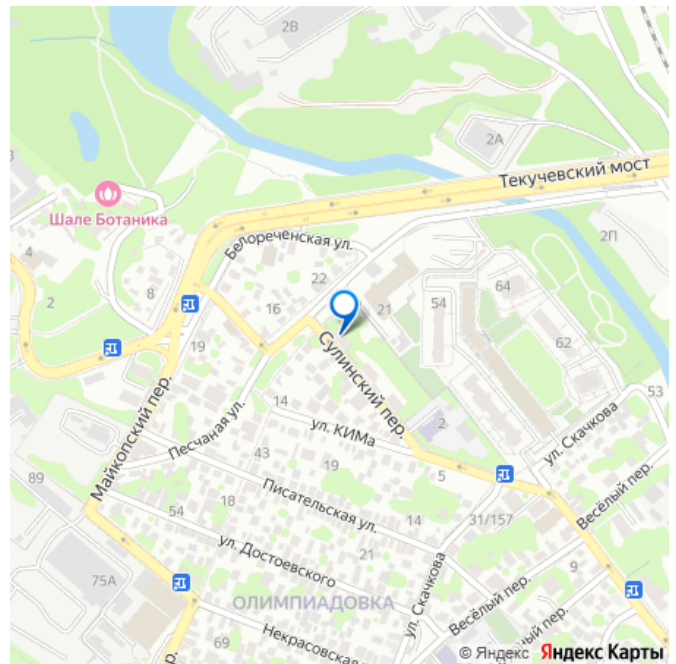 2В
2А
Текучевский мост
Шале Ботаника
Белореченская ул.
2П
4
2
8
22
64
16
21
54
62
19
Сулинский пер.
53
14
ул. КИМа
2
ул. Скачкова
Майкопский пер.
Песчаная ул.
43
19
5
89
18
Писательская ул.
Весёлый пер.
54
14
31/157
ул. Достоевского
21
75А
9
ОЛИМПИАДОВКА
ул. Скачкова
Весёлый пер.
69
Некрасовская
пер.
пер.
© Яндекс Яндекс Карты